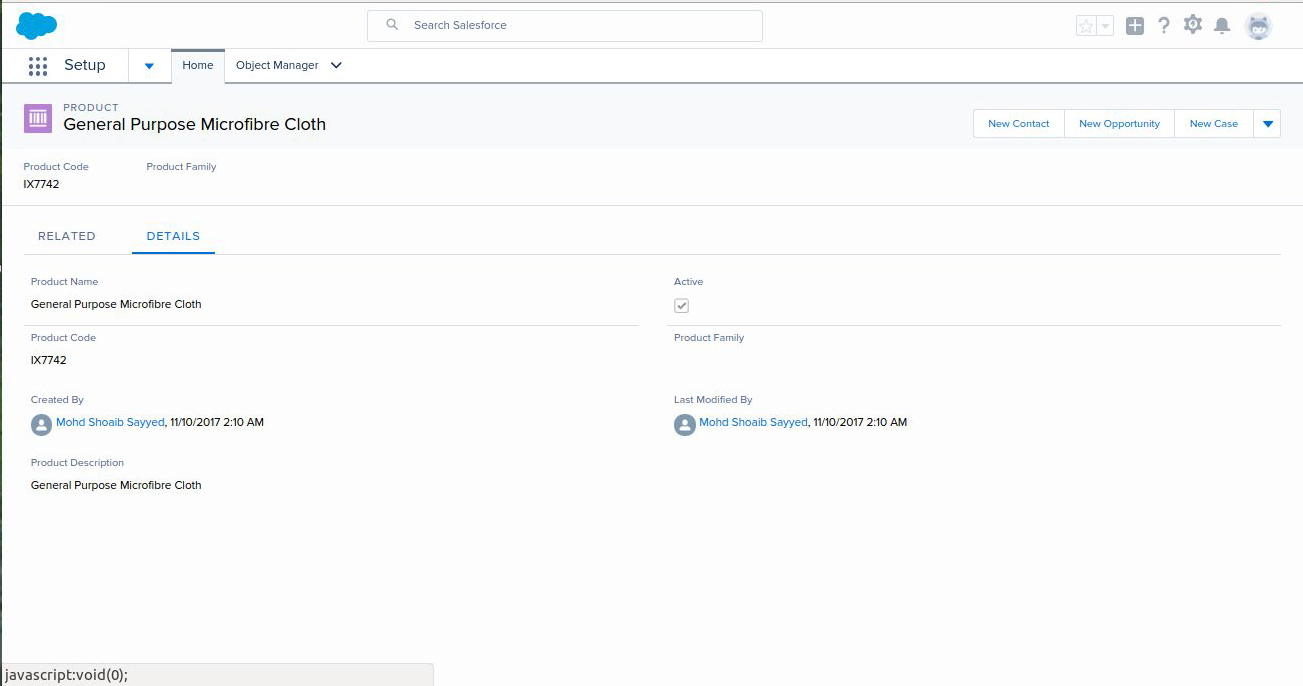 Search Salesforce
Setup
Home
Object Manager
PRODUCT
General Purpose Microfibre Cloth
New Contact
New Opportunity
New Case
Product Code
Product Family
IX7742
RELATED
DETAILS
Product Name
Active
General Purpose Microfibre Cloth
Product Code
Product Family
IX7742
Created By
Last Modified By
Mohd Shoaib Sayyed, 11/10/2017 2:10 AM
Mohd Shoaib Sayyed, 11/10/2017 2:10 AM
Product Description
General Purpose Microfibre Cloth
javascript:void(0);